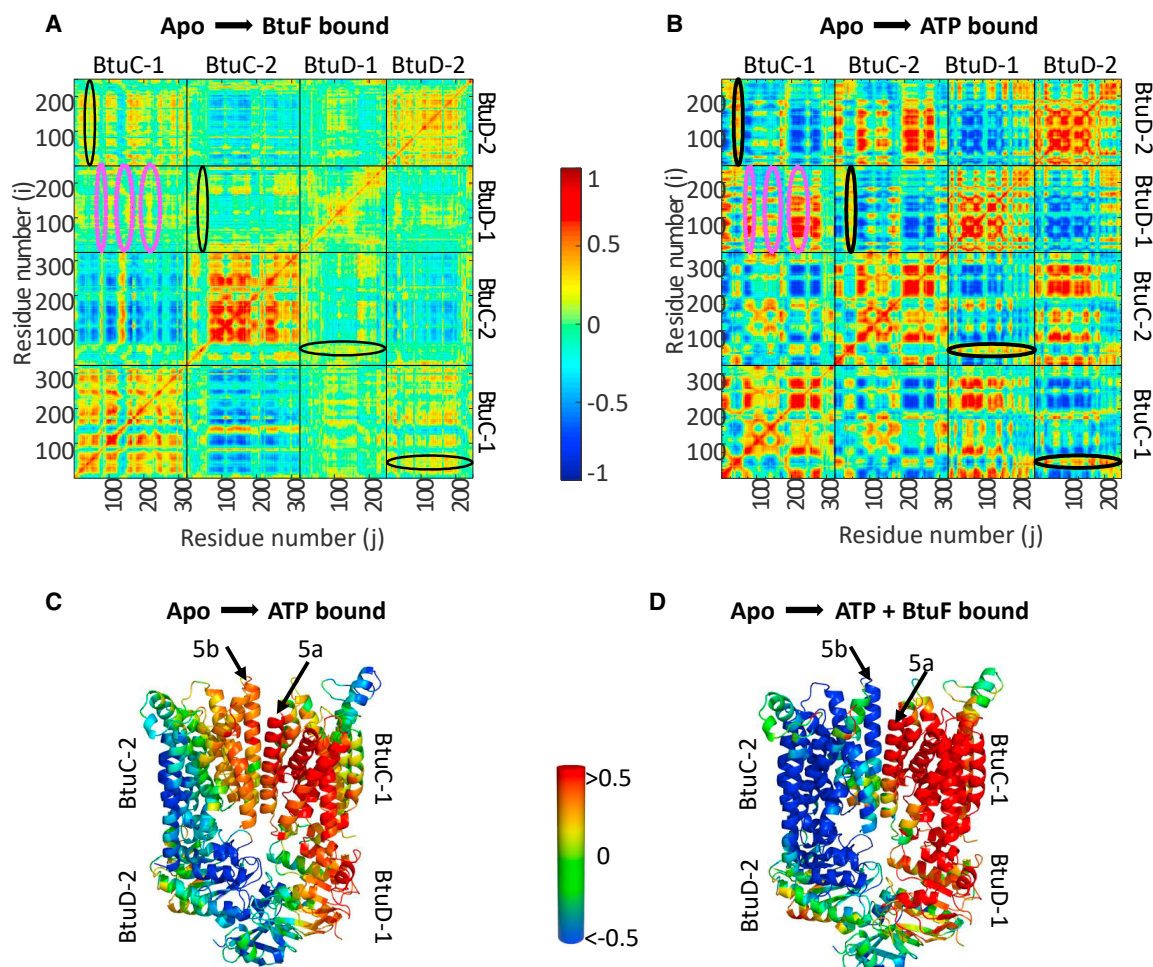 A
Apo → BtuF bound
BtuC-1 BtuC-2 BtuD-1 BtuD-2
200
100
BtuD-2
200
100
BtuD-1
300
200
100
BtuC-2
300
200
100
BtuC-1
Residue number (i)
100 200 300 100 200 300 100 200 100 200
Residue number (j)
1
0.5
0
-0.5
-1
B
Apo → ATP bound
BtuC-1 BtuC-2 BtuD-1 BtuD-2
200
100
BtuD-2
200
100
BtuD-1
300
200
100
BtuC-2
300
200
100
BtuC-1
Residue number (i)
100 200 300 100 200 300 100 200 100 200
Residue number (j)
C
Apo → ATP bound
5b 5a
BtuC-2
BtuC-1
BtuD-2
BtuD-1
>0.5
0
<-0.5
D
Apo → ATP + BtuF bound
5b 5a
BtuC-2
BtuC-1
BtuD-2
BtuD-1